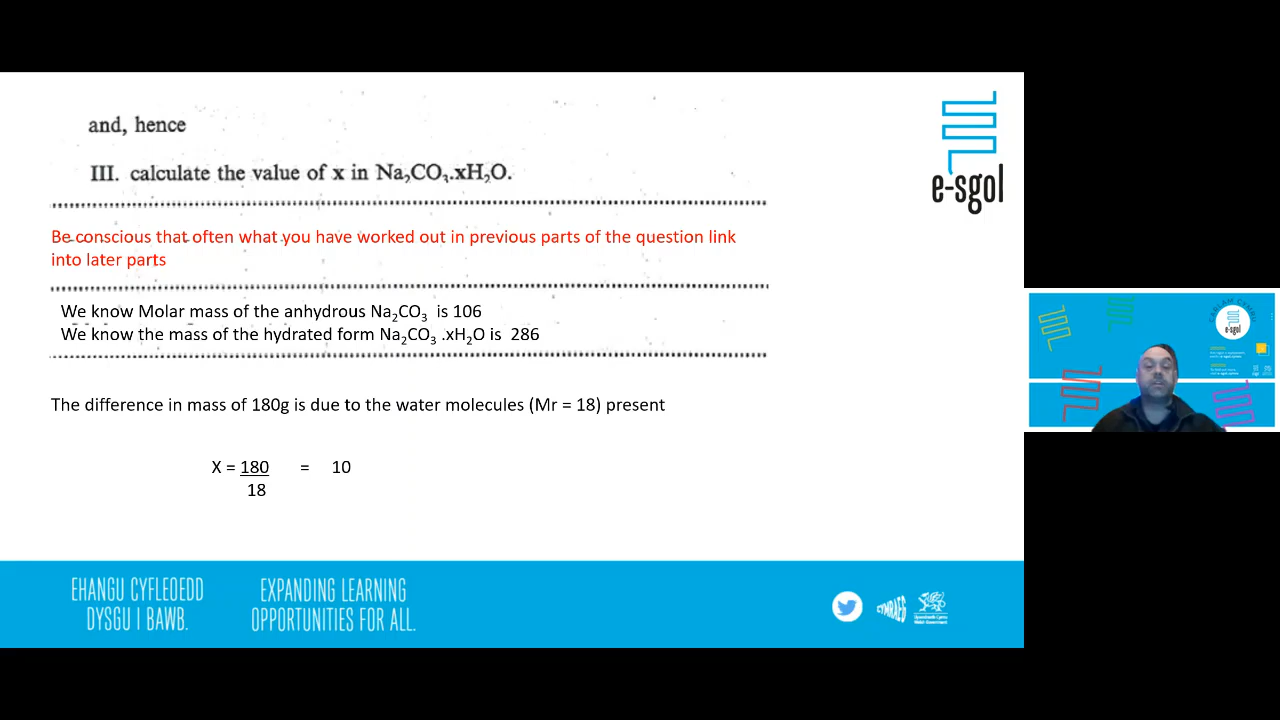 and, hence
III. calculate the value of x in Na₂CO₃.xH₂O.
Be conscious that often what you have worked out in previous parts of the question link
into later parts
We know Molar mass of the anhydrous Na₂CO₃ is 106
We know the mass of the hydrated form Na₂CO₃ .xH₂O is 286
The difference in mass of 180g is due to the water molecules (Mr = 18) present
X = 180 = 10
18
e-sgol
e-sgol
EHANGU CYFLEOEDD
DYSGU I BAWB.
EXPANDING LEARNING
OPPORTUNITIES FOR ALL.
CYMRAEG